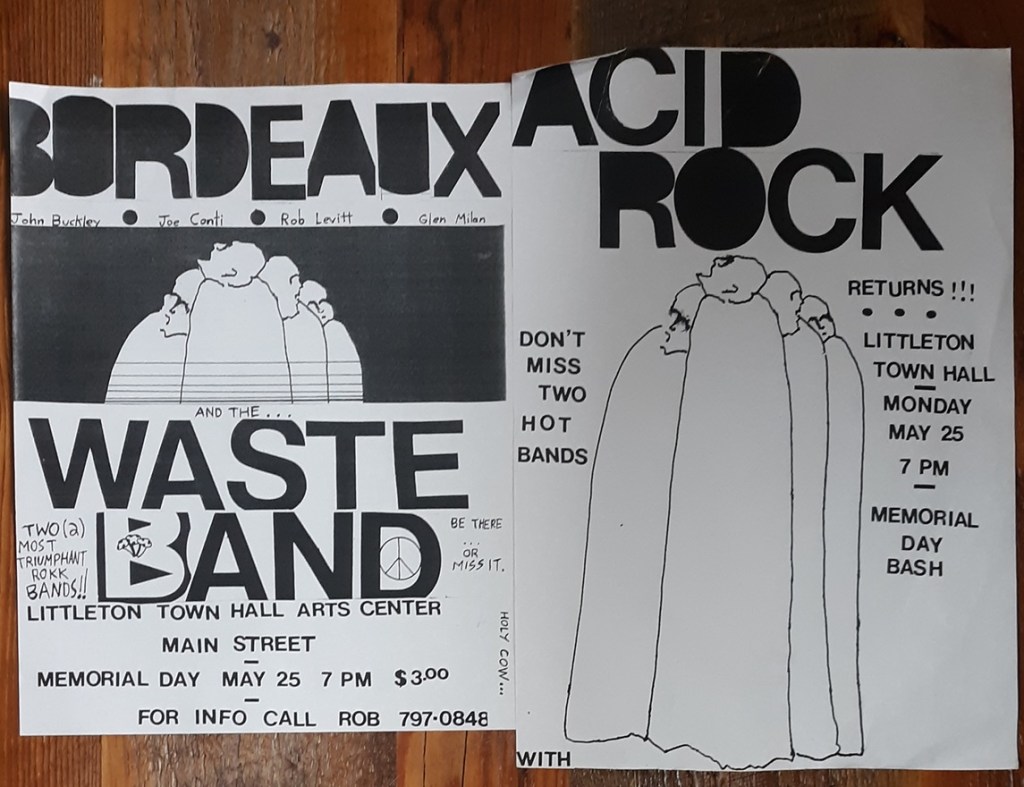 BORDEAUX
John Buckley ● Joe Conti ● Rob Levitt ● Glen Milan
AND THE...
WASTE
BAND
TWO (2)
MOST
TRIUMPHANT
ROKK
BANDS!!
BE THERE
...
OR
MISS IT.
LITTLETON TOWN HALL ARTS CENTER
MAIN STREET
—
MEMORIAL DAY MAY 25 7 PM $3.00
—
FOR INFO CALL ROB 797·0848
HOLY COW...
ACID
ROCK
RETURNS !!!
● ● ●
DON'T
MISS
TWO
HOT
BANDS
LITTLETON
TOWN HALL
—
MONDAY
MAY 25
7 PM
—
MEMORIAL
DAY
BASH
WITH